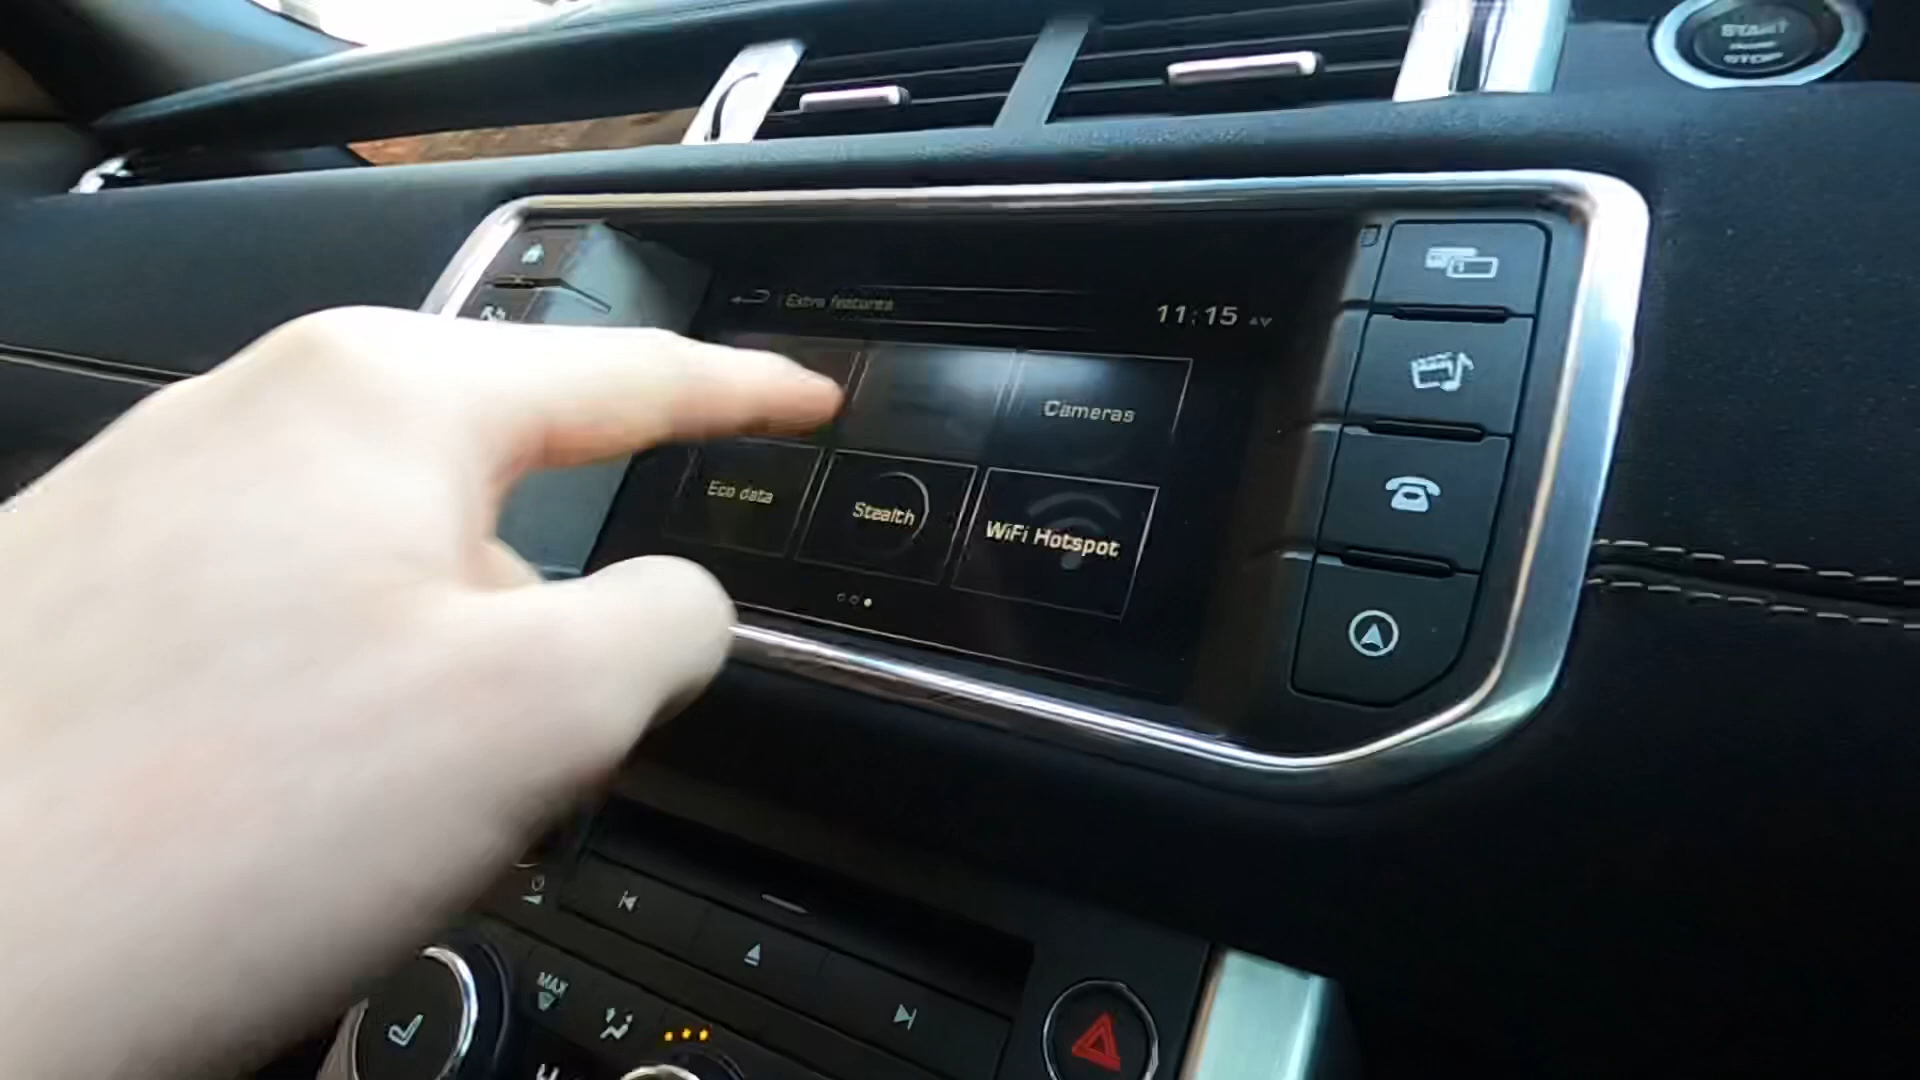 START
STOP
Extra features
11:15
Cameras
Eco data
Stealth
WiFi Hotspot
MAX